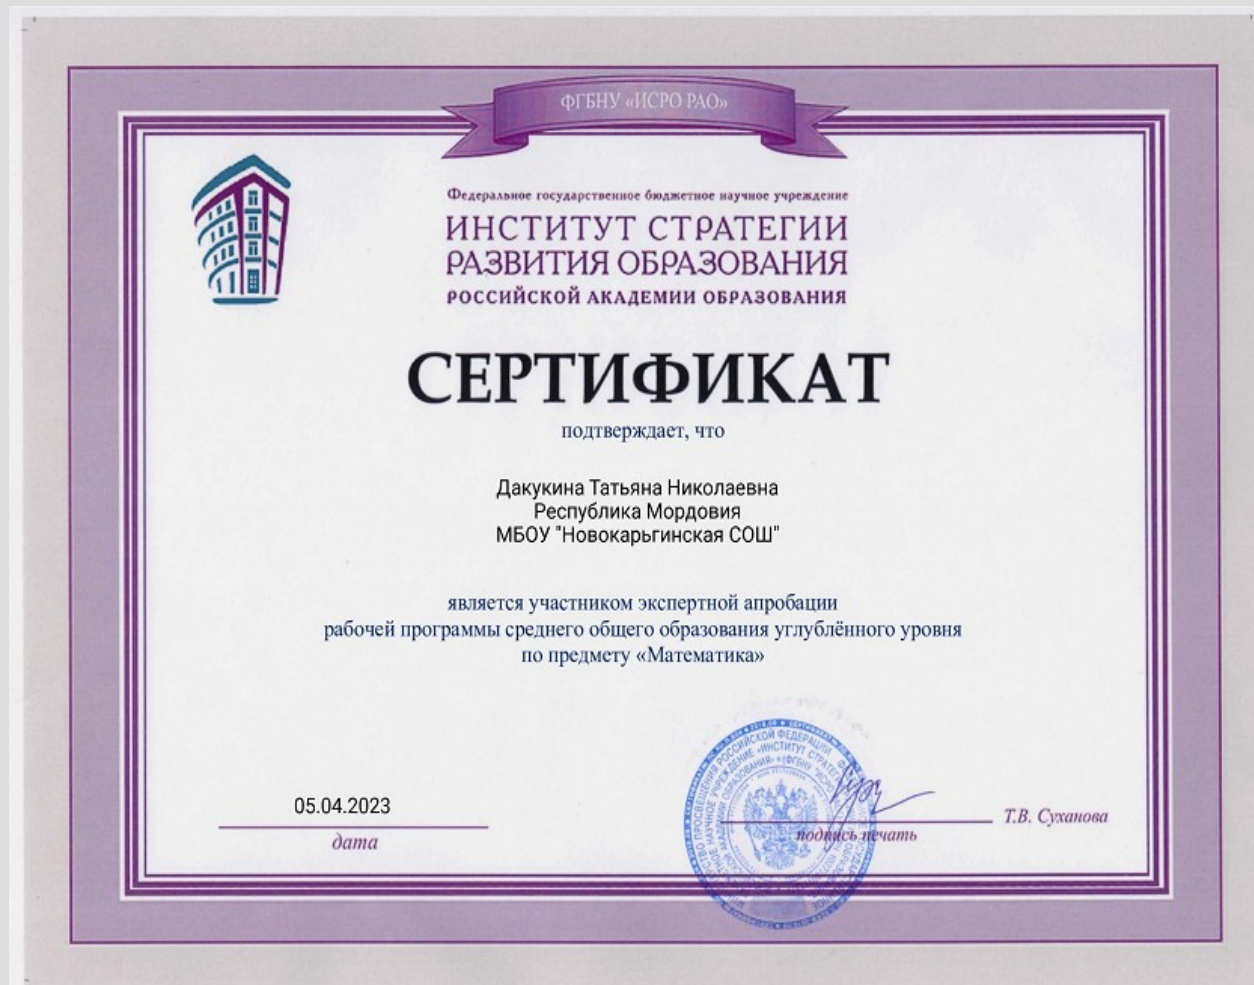 ФГБНУ «ИСРО РАО»
Федеральное государственное бюджетное научное учреждение
ИНСТИТУТ СТРАТЕГИИ
РАЗВИТИЯ ОБРАЗОВАНИЯ
РОССИЙСКОЙ АКАДЕМИИ ОБРАЗОВАНИЯ
СЕРТИФИКАТ
подтверждает, что
Дакукина Татьяна Николаевна
Республика Мордовия
МБОУ "Новокарьгинская СОШ"
является участником экспертной апробации
рабочей программы среднего общего образования углублённого уровня
по предмету «Математика»
05.04.2023
дата
подпись печать
Т.В. Суханова